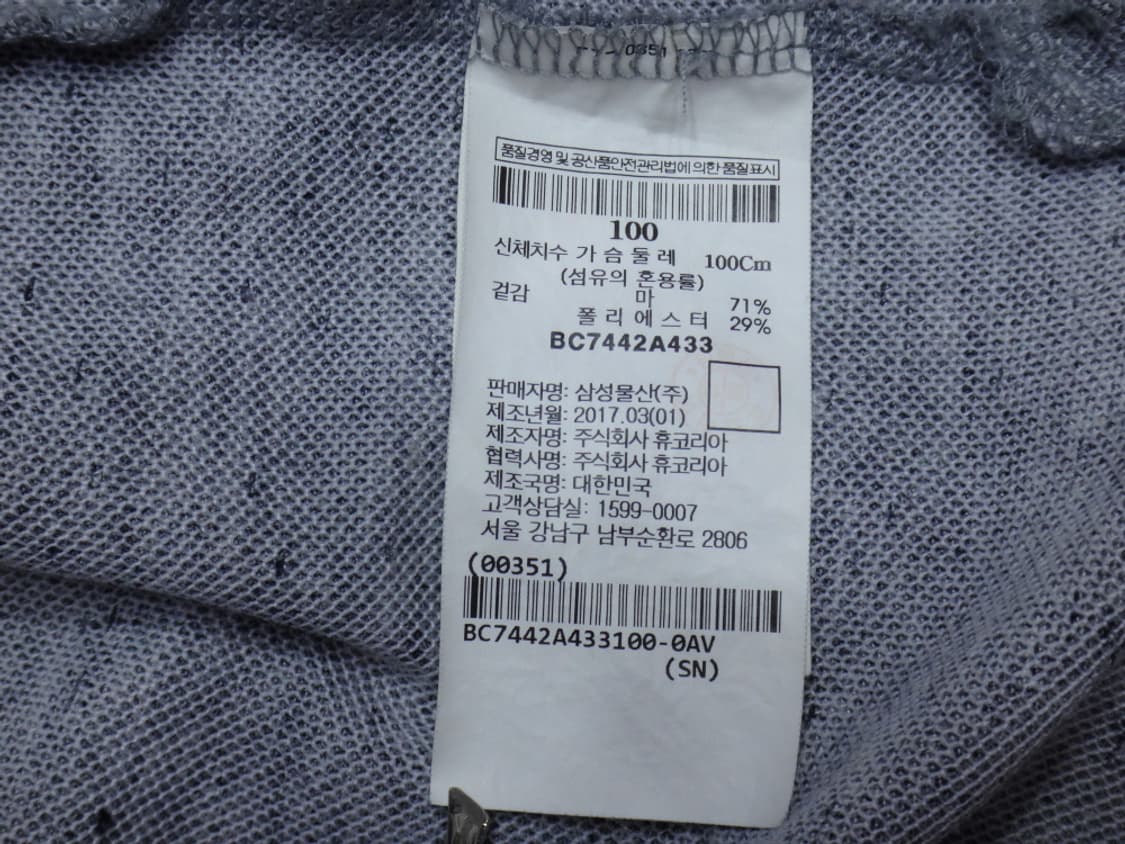 0351
품질경영 및 공산품안전관리법에 의한 품질표시
100
신체치수 가 슴 둘 레 100Cm
(섬유의 혼용률)
겉감 마 71%
폴 리 에 스 터 29%
BC7442A433
판매자명: 삼성물산(주)
제조년월: 2017.03(01)
제조자명: 주식회사 휴코리아
협력사명: 주식회사 휴코리아
제조국명: 대한민국
고객상담실: 1599-0007
서울 강남구 남부순환로 2806
(00351)
BC7442A433100-0AV
(SN)